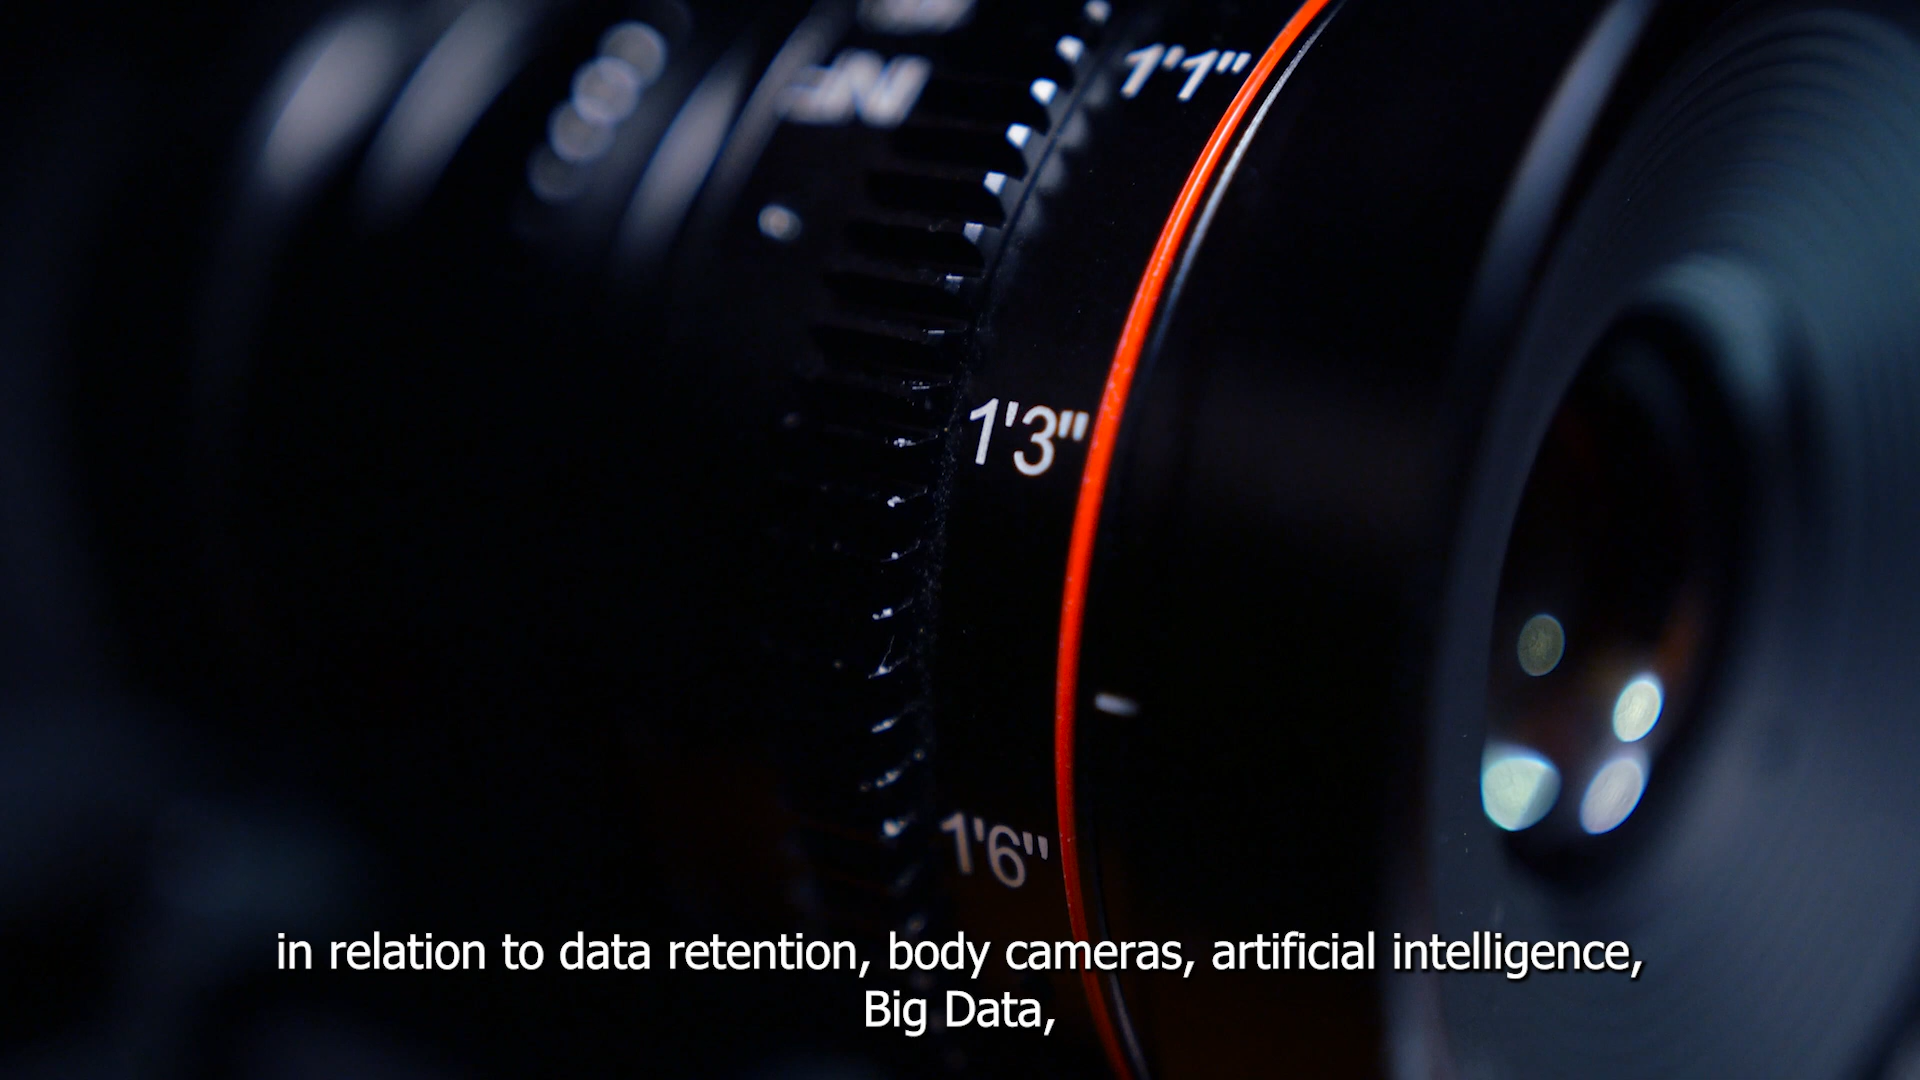 1'1"
1'3"
1'6"
in relation to data retention, body cameras, artificial intelligence,
Big Data,